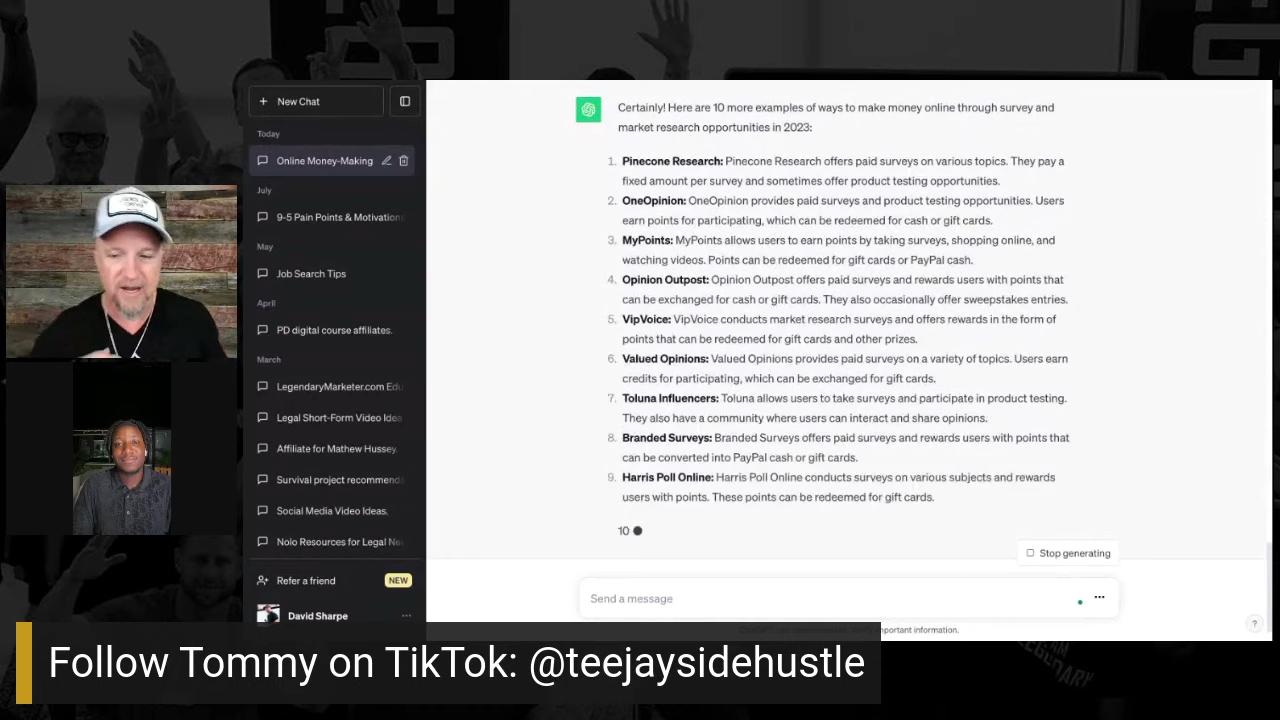 New Chat
Today
Online Money-Making
July
9-5 Pain Points & Motivation
May
Job Search Tips
April
PD digital course affiliates.
March
LegendaryMarketer.com Edu
Legal Short-Form Video Idea
Affiliate for Mathew Hussey.
Survival project recommend
Social Media Video Ideas.
Nolo Resources for Legal Ne
Refer a friend
NEW
David Sharpe
Certainly! Here are 10 more examples of ways to make money online through survey and
market research opportunities in 2023:
1. Pinecone Research: Pinecone Research offers paid surveys on various topics. They pay a
fixed amount per survey and sometimes offer product testing opportunities.
2. OneOpinion: OneOpinion provides paid surveys and product testing opportunities. Users
earn points for participating, which can be redeemed for cash or gift cards.
3. MyPoints: MyPoints allows users to earn points by taking surveys, shopping online, and
watching videos. Points can be redeemed for gift cards or PayPal cash.
4. Opinion Outpost: Opinion Outpost offers paid surveys and rewards users with points that
can be exchanged for cash or gift cards. They also occasionally offer sweepstakes entries.
5. VipVoice: VipVoice conducts market research surveys and offers rewards in the form of
points that can be redeemed for gift cards and other prizes.
6. Valued Opinions: Valued Opinions provides paid surveys on a variety of topics. Users earn
credits for participating, which can be exchanged for gift cards.
7. Toluna Influencers: Toluna allows users to take surveys and participate in product testing.
They also have a community where users can interact and share opinions.
8. Branded Surveys: Branded Surveys offers paid surveys and rewards users with points that
can be converted into PayPal cash or gift cards.
9. Harris Poll Online: Harris Poll Online conducts surveys on various subjects and rewards
users with points. These points can be redeemed for gift cards.
10
Stop generating
Send a message
important information.
?
Follow Tommy on TikTok: @teejaysidehustle